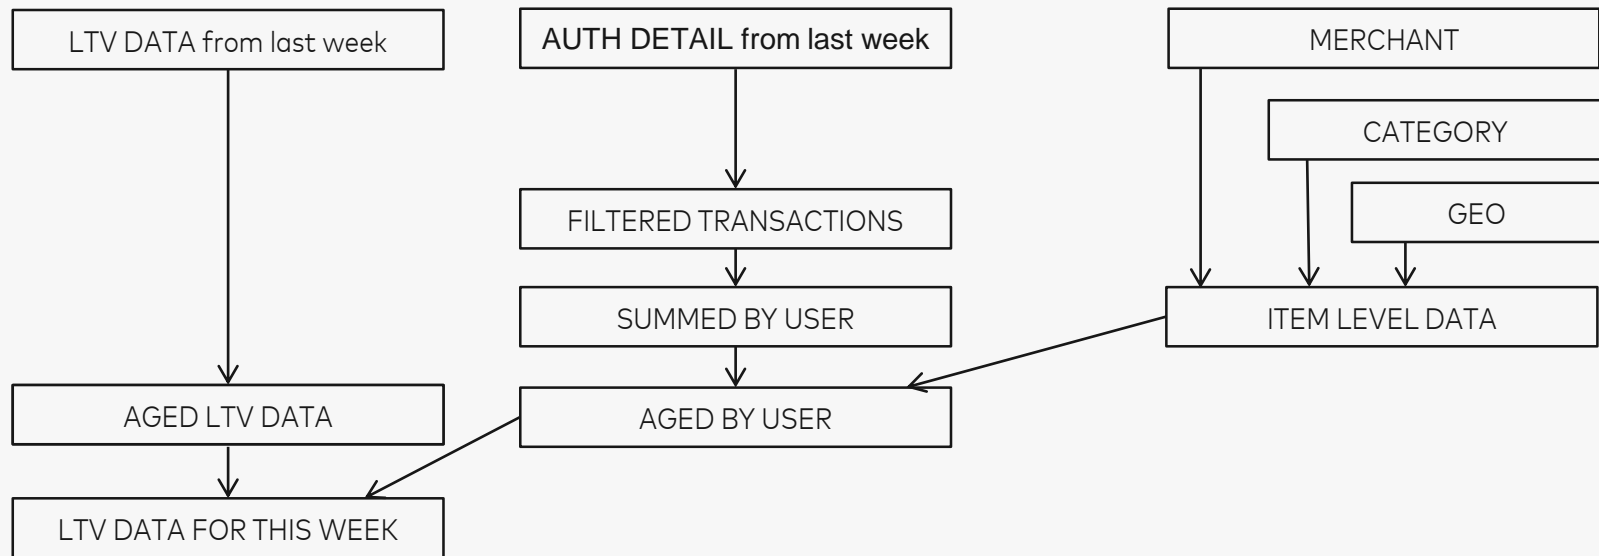 LTV DATA from last week
AUTH DETAIL from last week
MERCHANT
CATEGORY
GEO
FILTERED TRANSACTIONS
SUMMED BY USER
ITEM LEVEL DATA
AGED LTV DATA
AGED BY USER
LTV DATA FOR THIS WEEK